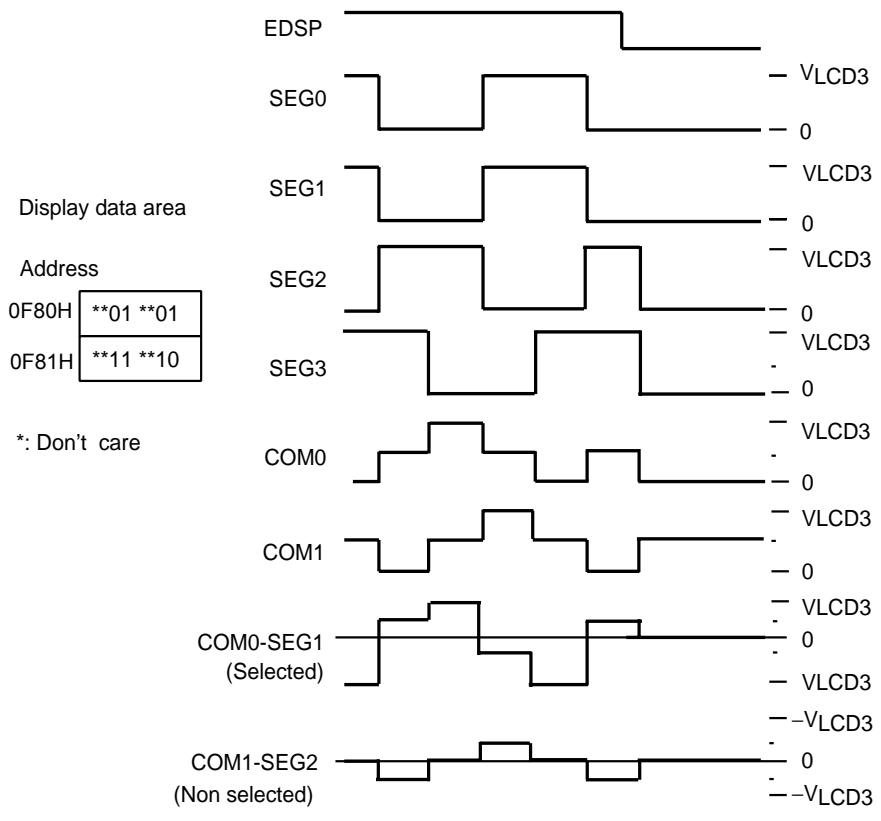 EDSP
VLCD3
SEG0
0
VLCD3
SEG1
0
Display data area
VLCD3
Address
SEG2
0F80H **01 **01
0
VLCD3
0F81H **11 **10
SEG3
0
VLCD3
*: Don't care
COM0
0
VLCD3
COM1
0
VLCD3
COM0-SEG1
0
(Selected)
VLCD3
–VLCD3
COM1-SEG2
0
(Non selected)
–VLCD3